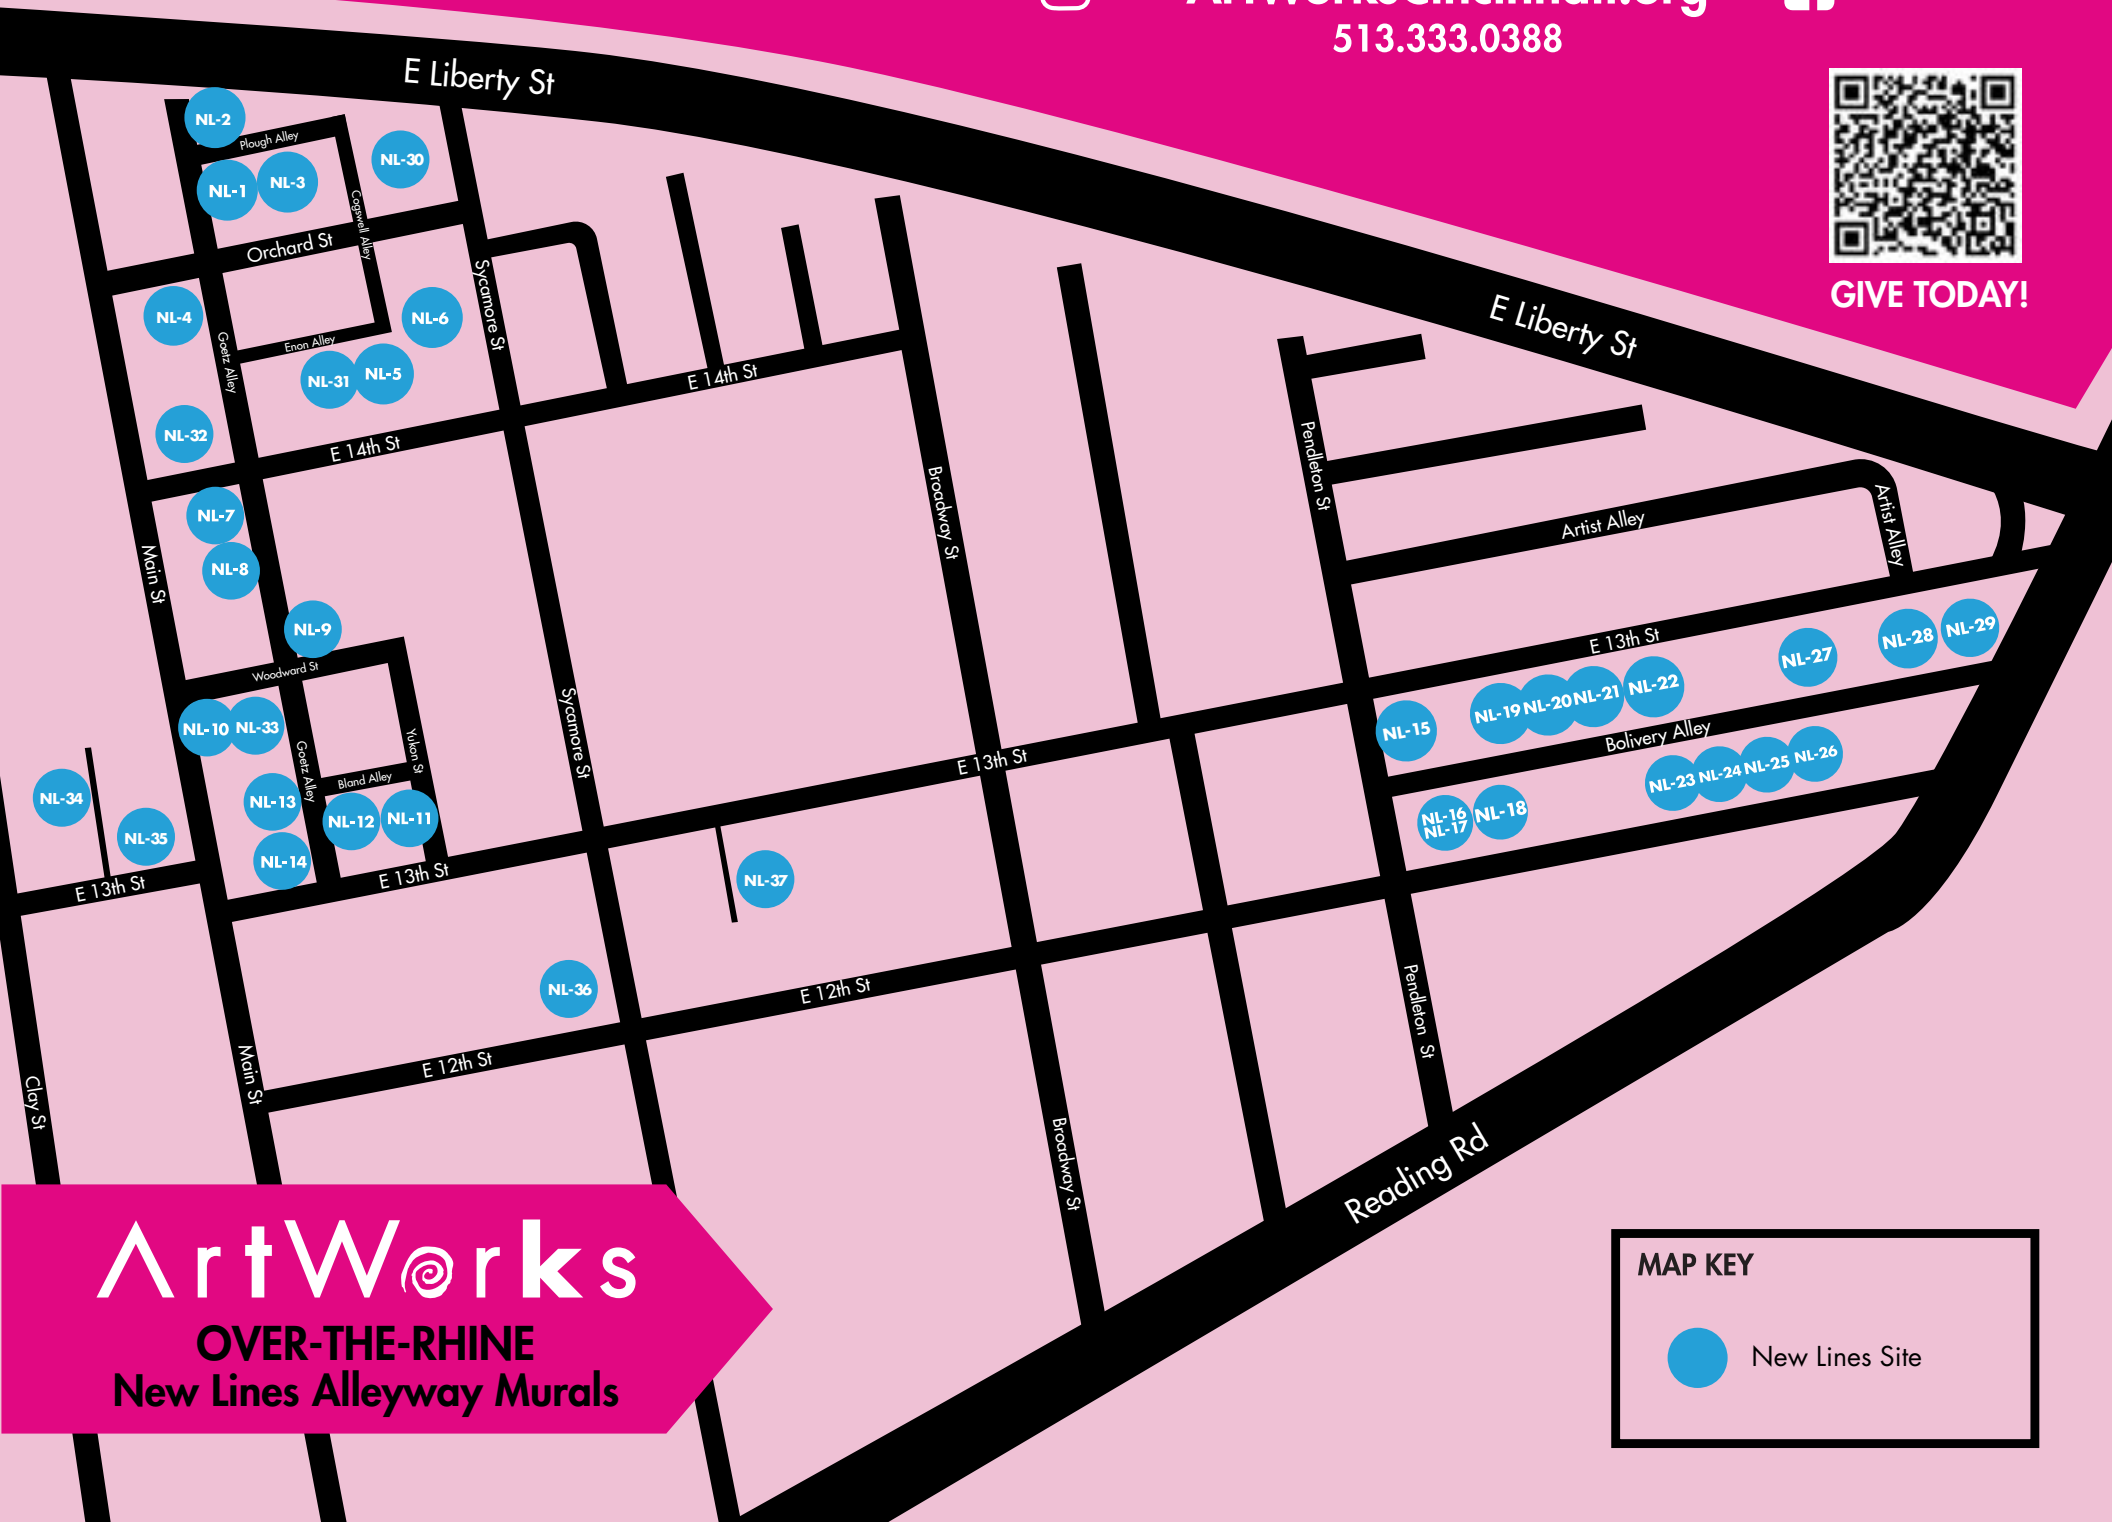 513.333.0388
GIVE TODAY!
E Liberty St
E Liberty St
NL-2
Plough Alley
NL-1
NL-3
NL-30
Cogswell Alley
Orchard St
Sycamore St
NL-4
Goetz Alley
Enon Alley
NL-6
NL-31
NL-5
NL-32
E 14th St
E 14th St
Pendleton St
Broadway St
Artist Alley
Artist Alley
NL-7
NL-8
Main St
NL-9
Woodward St
NL-10
NL-33
Goetz Alley
Yukon St
Sycamore St
Bland Alley
NL-34
NL-35
NL-13
NL-12
NL-11
NL-14
E 13th St
E 13th St
E 13th St
E 13th St
NL-15
NL-19
NL-20
NL-21
NL-22
NL-27
NL-28
NL-29
Bolivery Alley
NL-16
NL-17
NL-18
NL-23
NL-24
NL-25
NL-26
NL-37
NL-36
E 12th St
E 12th St
Pendleton St
Clay St
Main St
Broadway St
Reading Rd
ArtWorks
OVER-THE-RHINE
New Lines Alleyway Murals
MAP KEY
New Lines Site